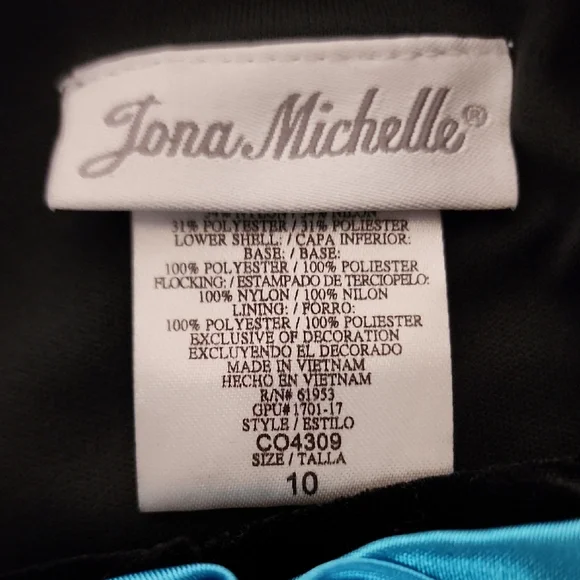 Jona Michelle®
31% POLYESTER / 31% POLIESTER
LOWER SHELL: / CAPA INFERIOR:
BASE: / BASE:
100% POLYESTER / 100% POLIESTER
FLOCKING: / ESTAMPADO DE TERCIOPELO:
100% NYLON / 100% NILON
LINING: / FORRO:
100% POLYESTER / 100% POLIESTER
EXCLUSIVE OF DECORATION
EXCLUYENDO EL DECORADO
MADE IN VIETNAM
HECHO EN VIETNAM
R/N# 61953
GPU# 1701-17
STYLE / ESTILO
CO4309
SIZE / TALLA
10